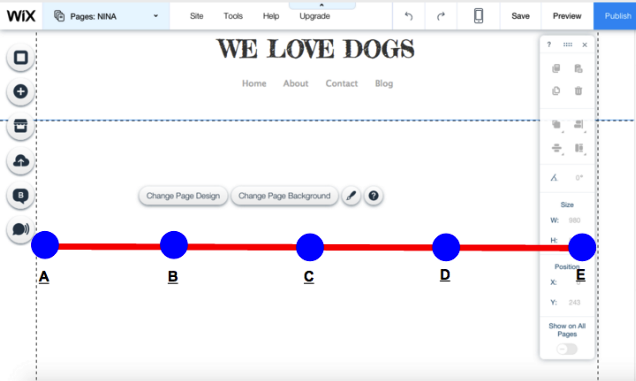 WiX Pages: NINA Site Tools Help Upgrade Save Preview Publish
WE LOVE DOGS
Home About Contact Blog
Change Page Design Change Page Background ?
A B C D E
?
0°
Size
W: 980
H:
Position
X:
Y: 243
Show on All
Pages